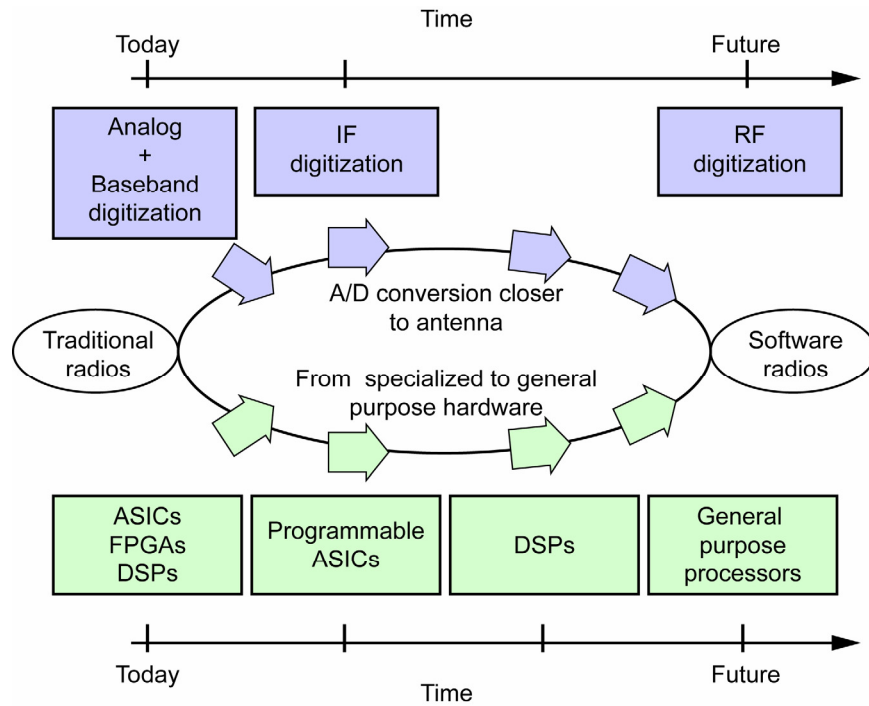 Time
Today
Future
Analog
+
Baseband
digitization
IF
digitization
RF
digitization
A/D conversion closer
to antenna
Traditional
radios
Software
radios
From specialized to general
purpose hardware
ASICs
FPGAs
DSPs
Programmable
ASICs
DSPs
General
purpose
processors
Today
Future
Time